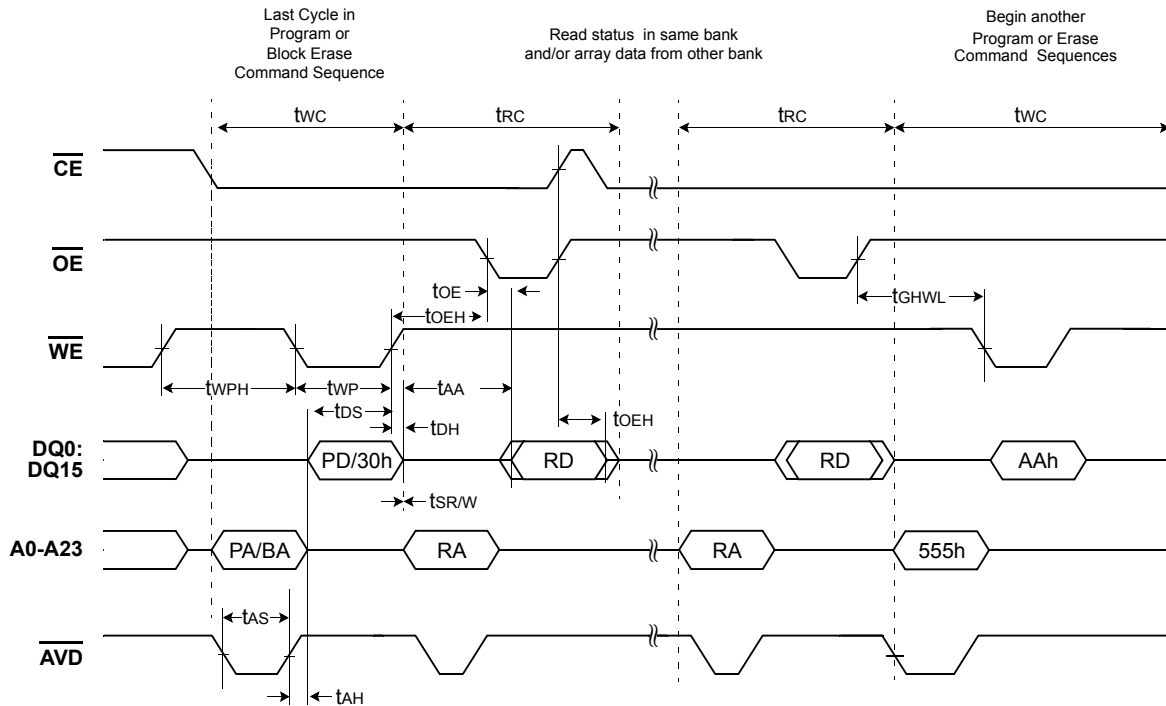 Last Cycle in
Program or
Block Erase
Command Sequence
Read status in same bank
and/or array data from other bank
Begin another
Program or Erase
Command Sequences
tWC
tRC
tRC
tWC
CE
OE
tOE
tOEH
tGHWL
WE
tWPH
tWP
tAA
tDS
tOEH
tDH
DQ0:
DQ15
PD/30h
RD
RD
AAh
tSR/W
A0-A23
PA/BA
RA
RA
555h
tAS
AVD
tAH